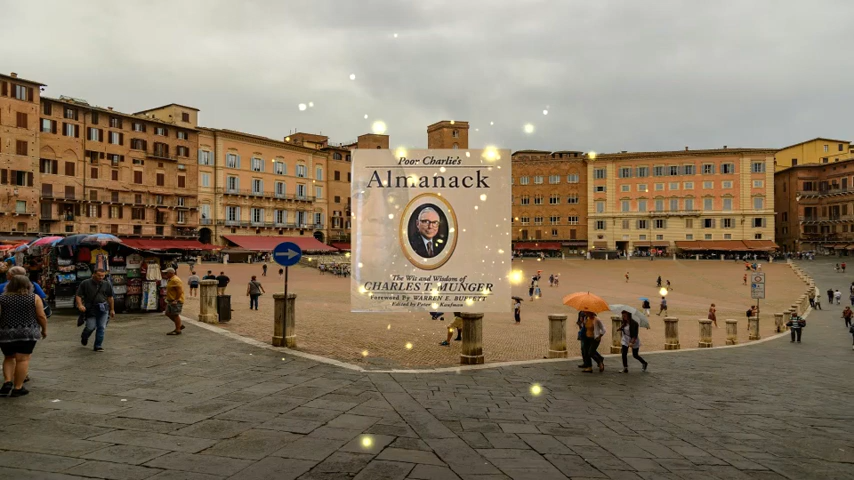 Poor Charlie's
Almanack
The Wit and Wisdom of
CHARLES T. MUNGER
Foreword by WARREN E. BUFFETT
Edited by Peter D. Kaufman